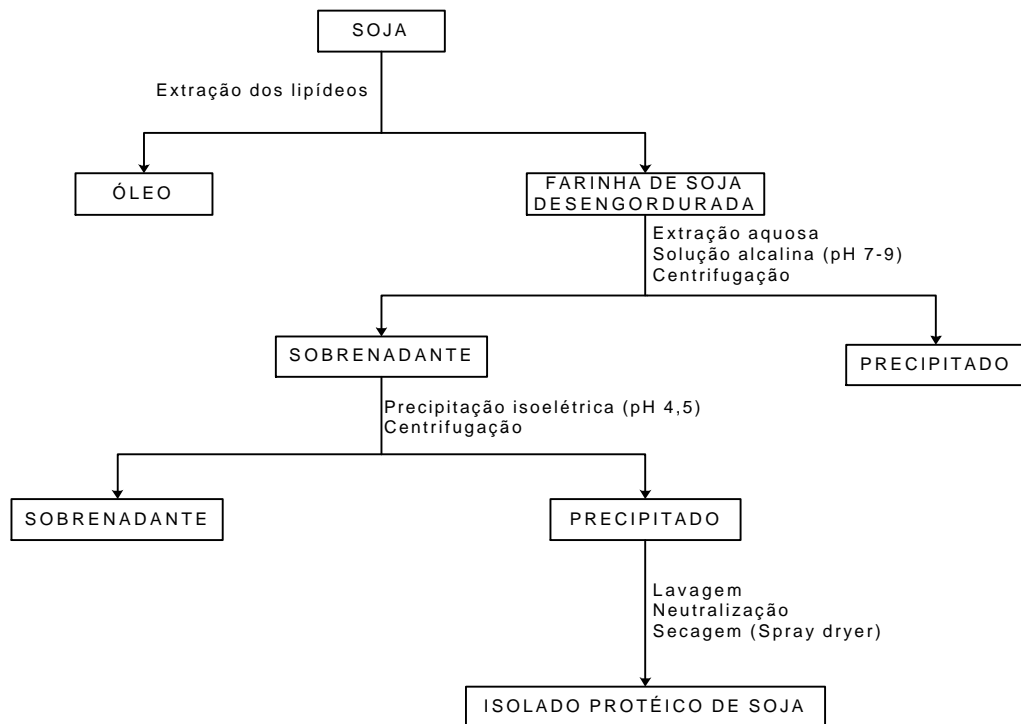 SOJA
Extração dos lipídeos
ÓLEO
FARINHA DE SOJA
DESENGORDURADA
Extração aquosa
Solução alcalina (pH 7-9)
Centrifugação
SOBRENADANTE
PRECIPITADO
Precipitação isoelétrica (pH 4,5)
Centrifugação
SOBRENADANTE
PRECIPITADO
Lavagem
Neutralização
Secagem (Spray dryer)
ISOLADO PROTÉICO DE SOJA